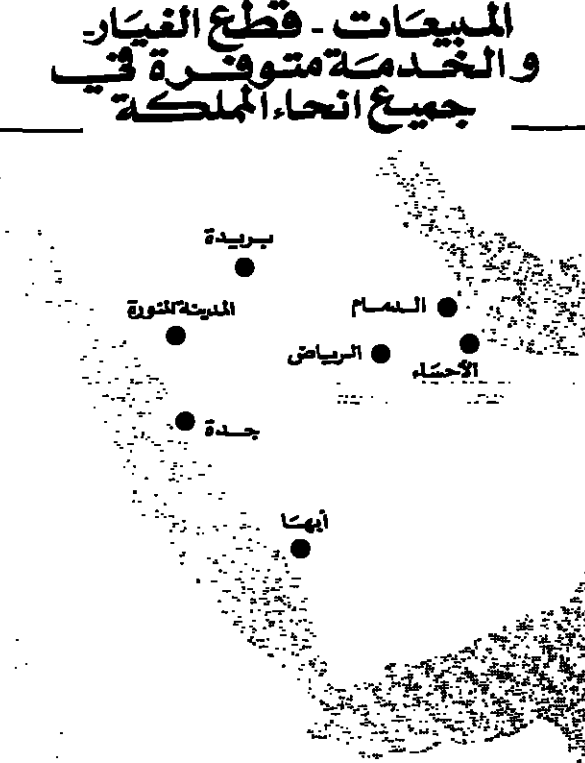 المبيعات - قطع الغيار -
والخدمة متوفرة في
جميع انحاء المملكة
بريدة
المدينة المنورة
الدمام
الرياض
الأحساء
جدة
أبها